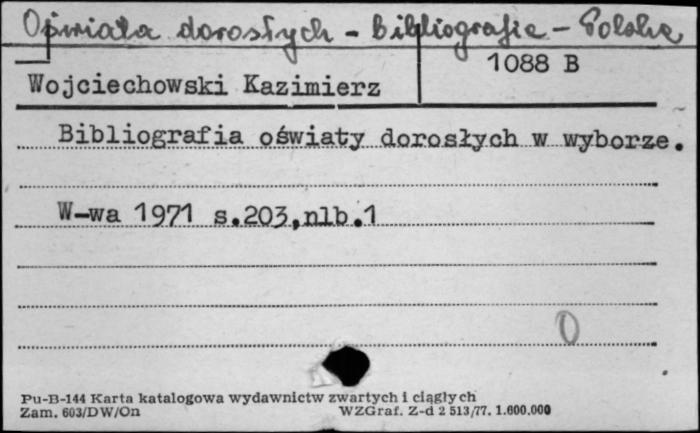 Oświata dorosłych - bibliografie - Polska
1088 B
Wojciechowski Kazimierz
Bibliografia oświaty dorosłych w wyborze.
W-wa 1971 s.203,nlb.1
0
Pu-B-144 Karta katalogowa wydawnictw zwartych i ciągłych
Zam. 603/DW/On WZGraf. Z-d 2 513/77. 1.600.000